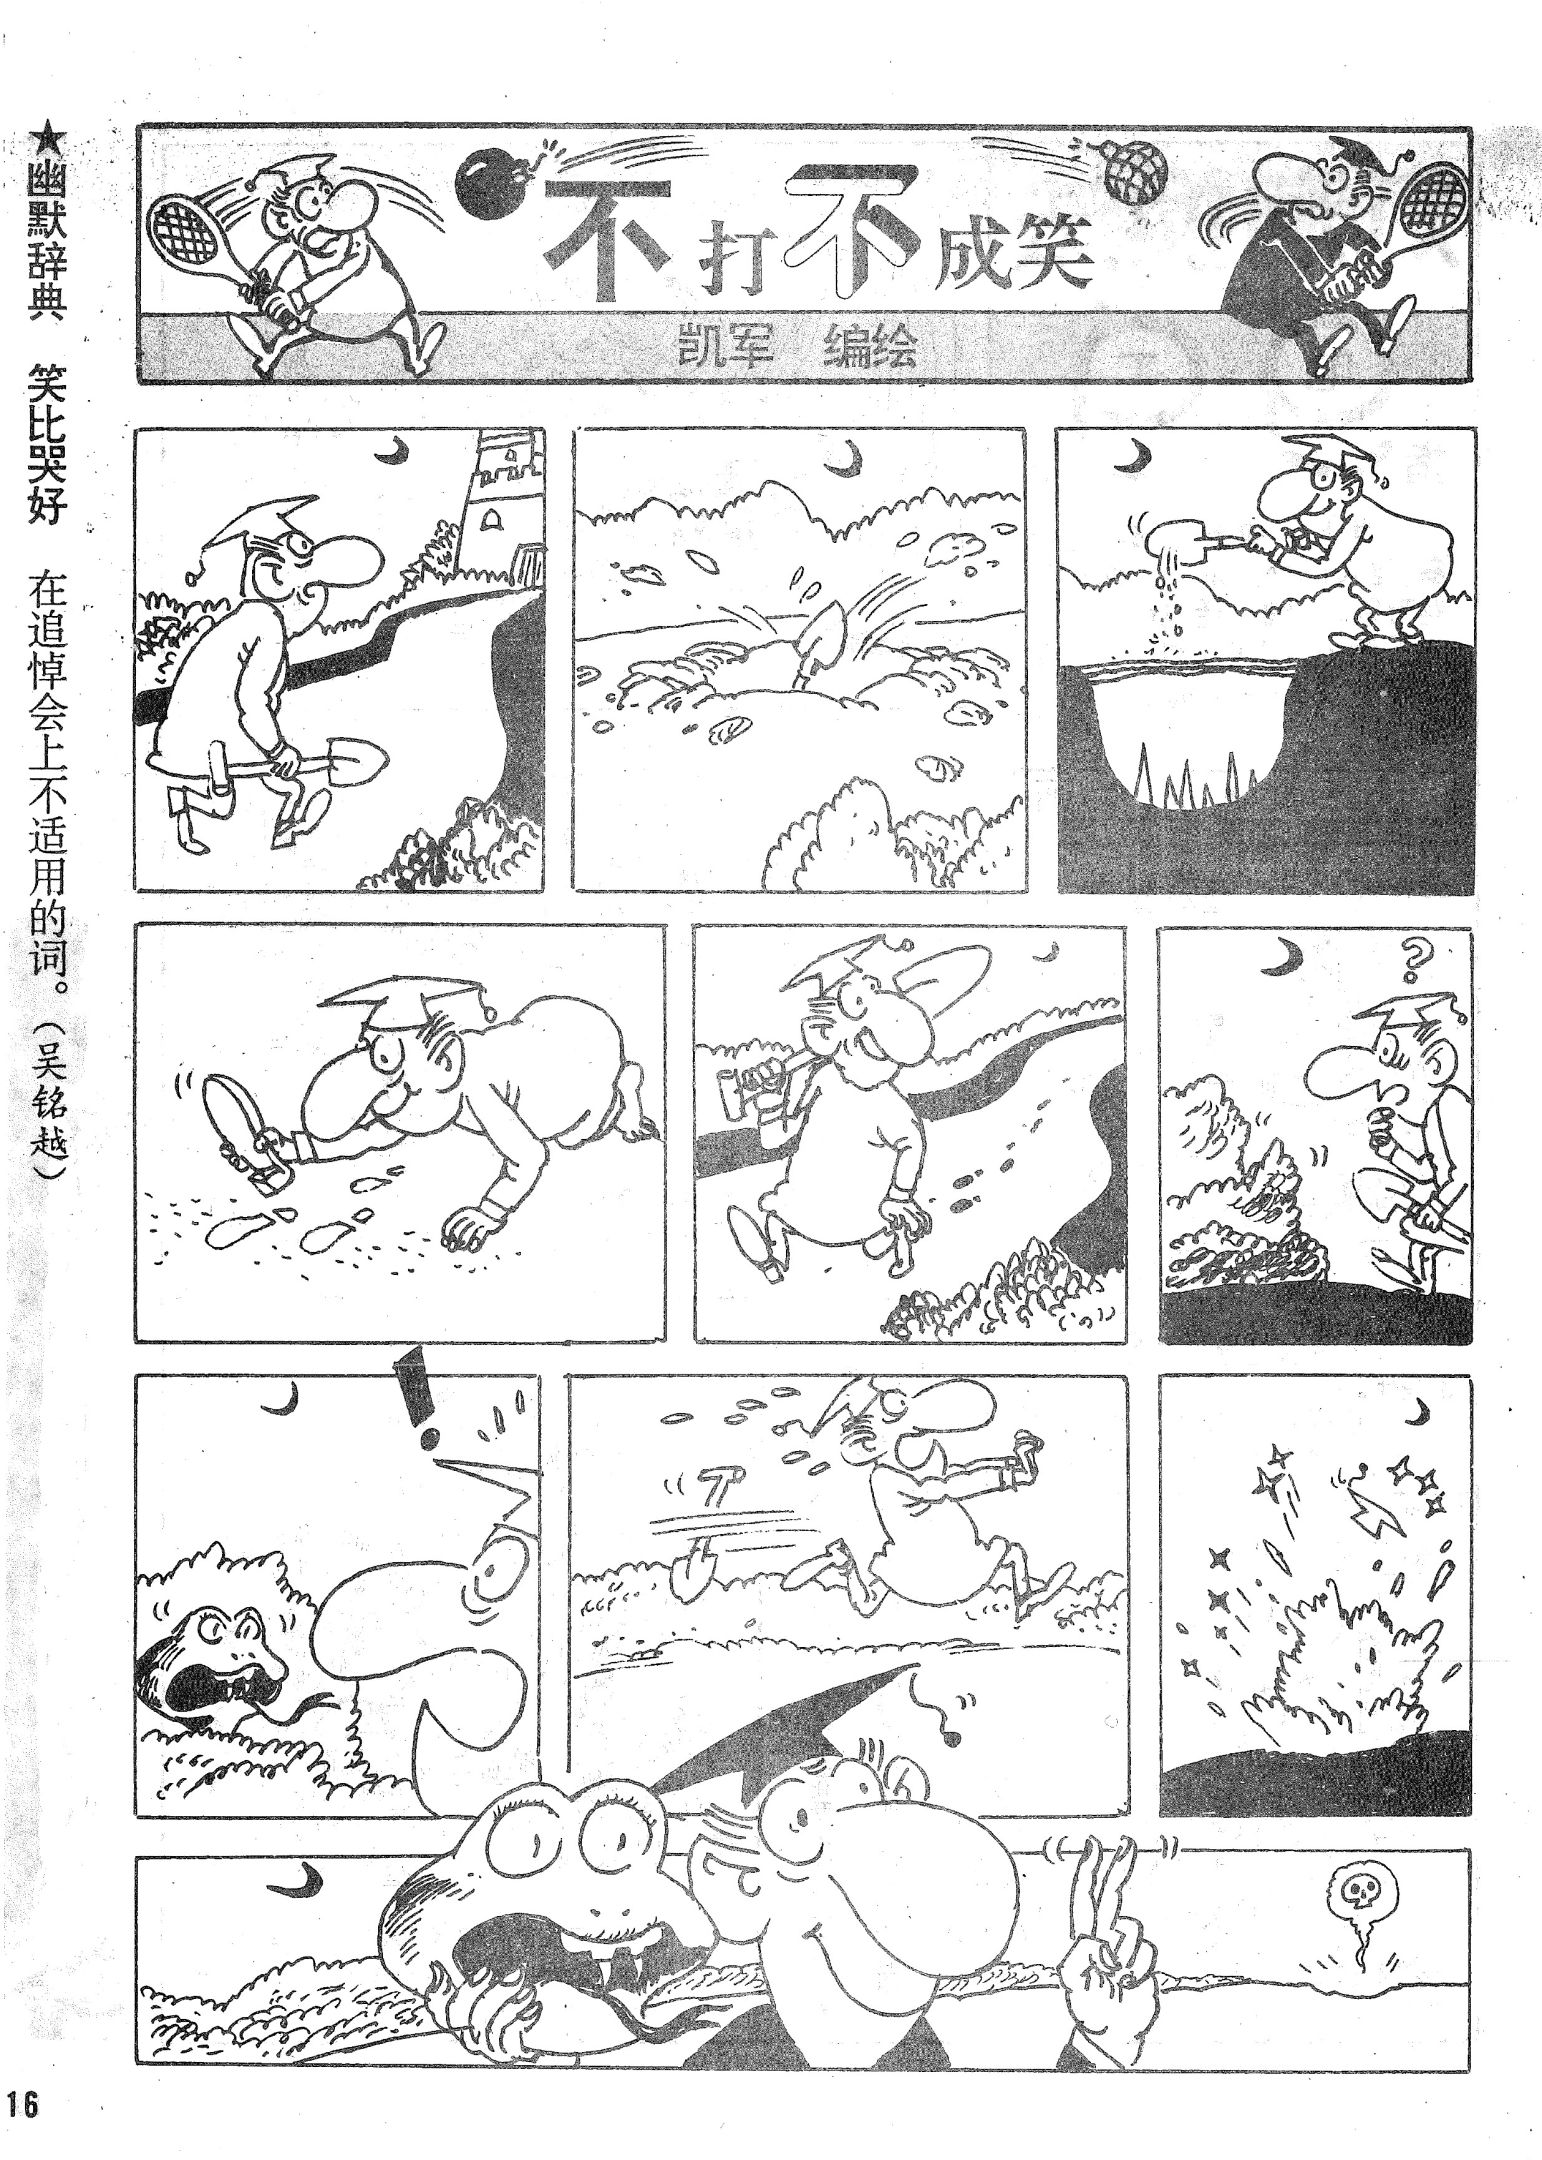 不打不成笑
凯军 编绘
★幽默辞典 笑比哭好 在追悼会上不适用的词。（吴铭越）
?
!
16